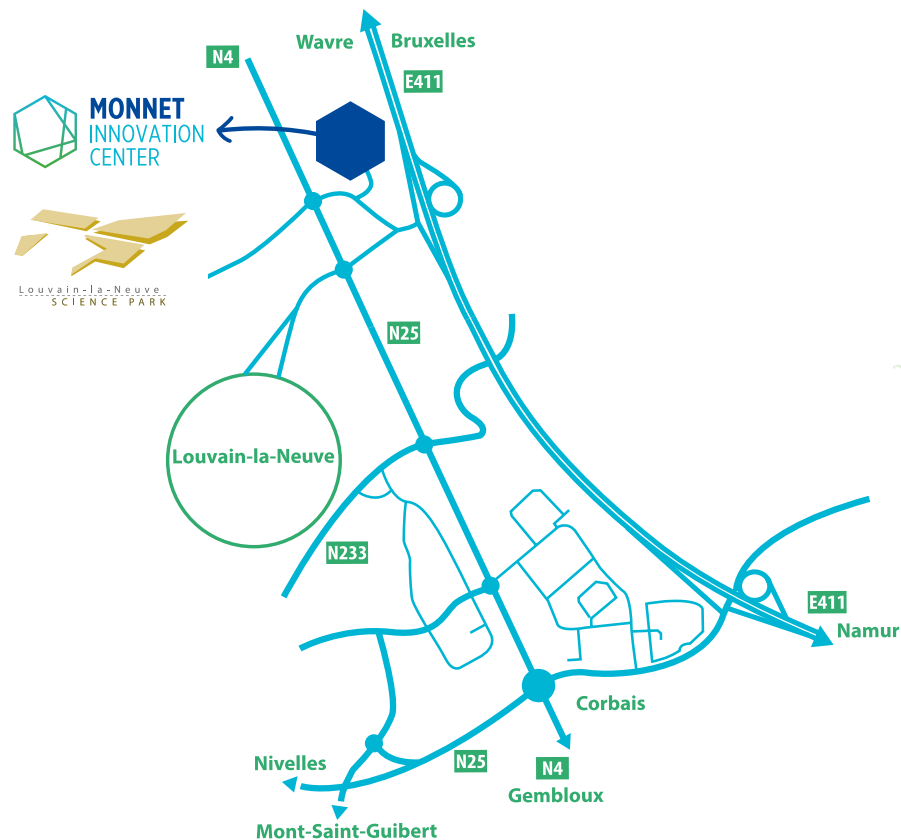 Wavre
Bruxelles
N4
E411
MONNET
INNOVATION
CENTER
Louvain-la-Neuve
SCIENCE PARK
N25
Louvain-la-Neuve
N233
E411
Namur
Corbais
N25
Nivelles
N4
Gembloux
Mont-Saint-Guibert